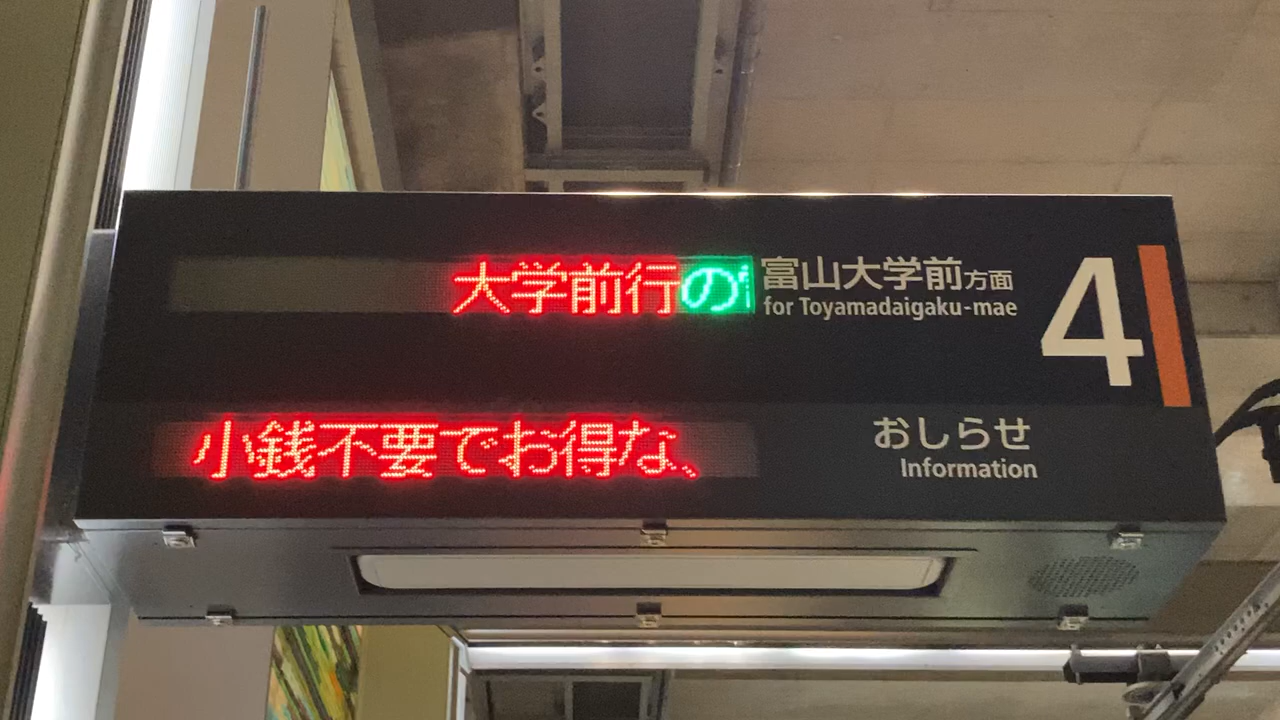 大学前行の
富山大学前方面
for Toyamadaigaku-mae
4
小銭不要でお得な、
おしらせ
Information